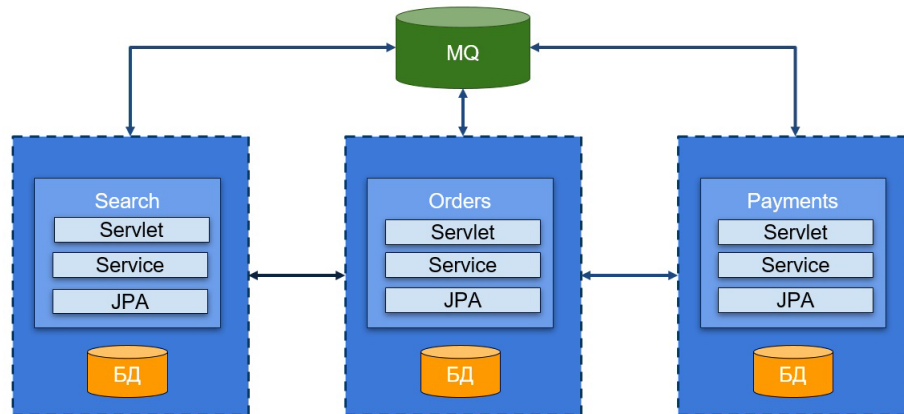 MQ
Search
Servlet
Service
JPA
БД
Orders
Servlet
Service
JPA
БД
Payments
Servlet
Service
JPA
БД